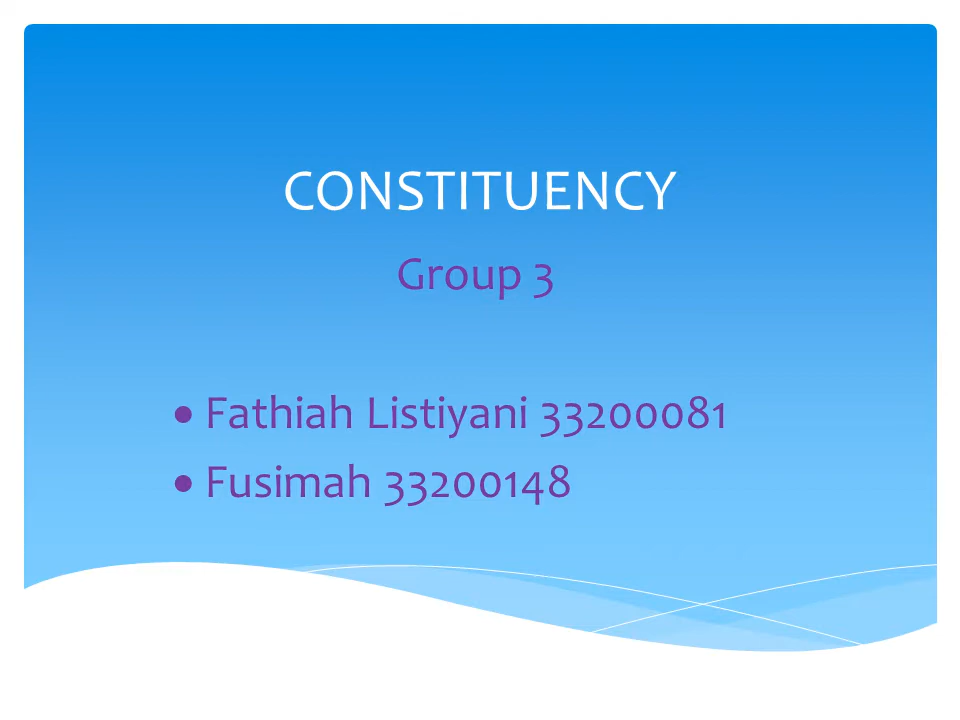 CONSTITUENCY
Group 3
• Fathiah Listiyani 33200081
• Fusimah 33200148